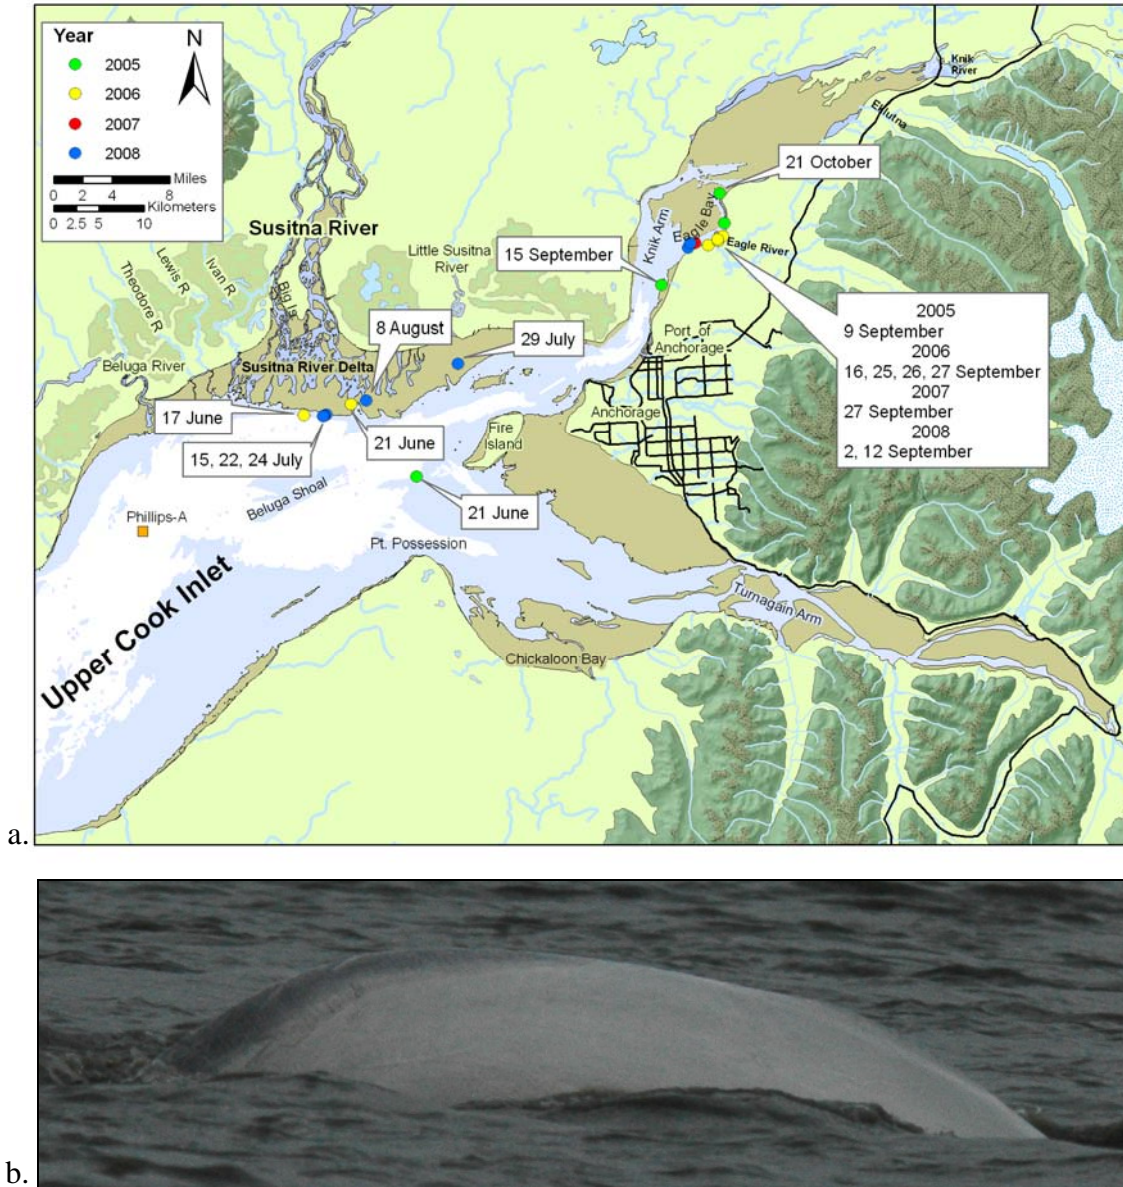 Year
N
2005
2006
2007
2008
Miles
0 2 4 8
Kilometers
0 2.5 5 10
Knik
River
Eklutna
21 October
Susitna River
Eagle Bay
Knik Arm
Eagle River
Little Susitna
River
15 September
Ivan R
Lewis R
Theodore R
Big Is
8 August
29 July
Port of
Anchorage
2005
9 September
2006
16, 25, 26, 27 September
2007
27 September
2008
2, 12 September
Beluga River
Susitna River Delta
17 June
21 June
Anchorage
Fire
Island
15, 22, 24 July
Beluga Shoal
21 June
Phillips-A
Pt. Possession
Upper Cook Inlet
Turnagain Arm
Chickaloon Bay
a.
b.